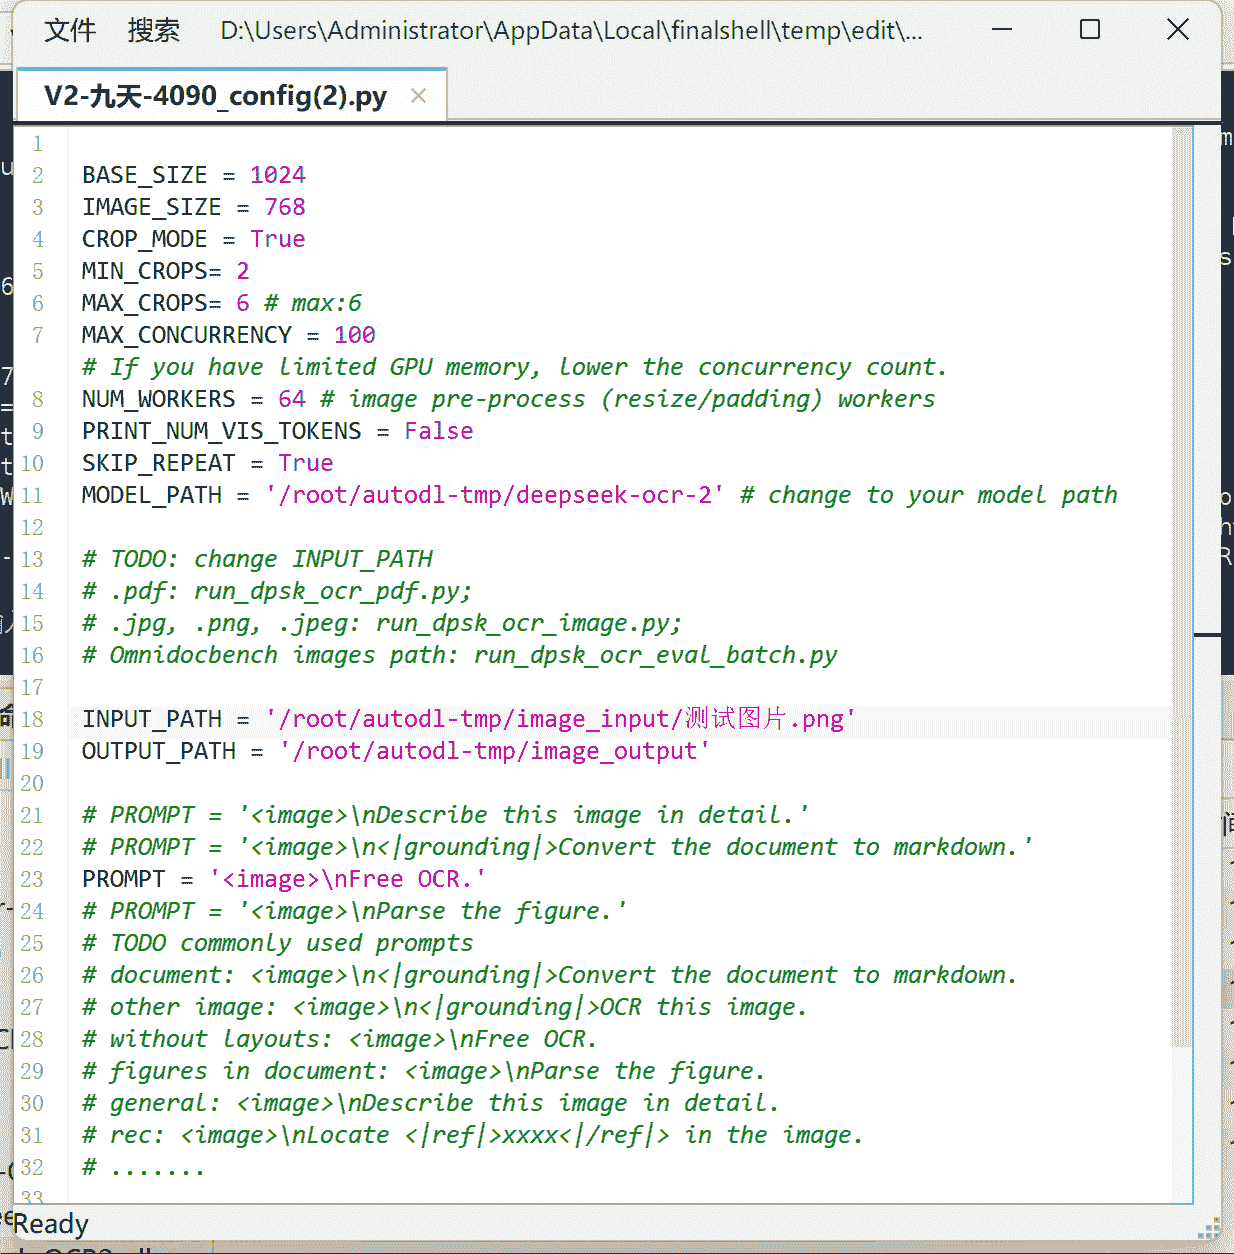 文件 搜索 D:\Users\Administrator\AppData\Local\finalshell\temp\edit\...
V2-九天-4090_config(2).py ×
1
2 BASE_SIZE = 1024
3 IMAGE_SIZE = 768
4 CROP_MODE = True
5 MIN_CROPS= 2
6 MAX_CROPS= 6 # max:6
7 MAX_CONCURRENCY = 100
# If you have limited GPU memory, lower the concurrency count.
8 NUM_WORKERS = 64 # image pre-process (resize/padding) workers
9 PRINT_NUM_VIS_TOKENS = False
10 SKIP_REPEAT = True
11 MODEL_PATH = '/root/autodl-tmp/deepseek-ocr-2' # change to your model path
12
13 # TODO: change INPUT_PATH
14 # .pdf: run_dpsk_ocr_pdf.py;
15 # .jpg, .png, .jpeg: run_dpsk_ocr_image.py;
16 # Omnidocbench images path: run_dpsk_ocr_eval_batch.py
17
18 INPUT_PATH = '/root/autodl-tmp/image_input/测试图片.png'
19 OUTPUT_PATH = '/root/autodl-tmp/image_output'
20
21 # PROMPT = '<image>\nDescribe this image in detail.'
22 # PROMPT = '<image>\n<|grounding|>Convert the document to markdown.'
23 PROMPT = '<image>\nFree OCR.'
24 # PROMPT = '<image>\nParse the figure.'
25 # TODO commonly used prompts
26 # document: <image>\n<|grounding|>Convert the document to markdown.
27 # other image: <image>\n<|grounding|>OCR this image.
28 # without layouts: <image>\nFree OCR.
29 # figures in document: <image>\nParse the figure.
30 # general: <image>\nDescribe this image in detail.
31 # rec: <image>\nLocate <|ref|>xxxx<|/ref|> in the image.
32 # .......
33
Ready